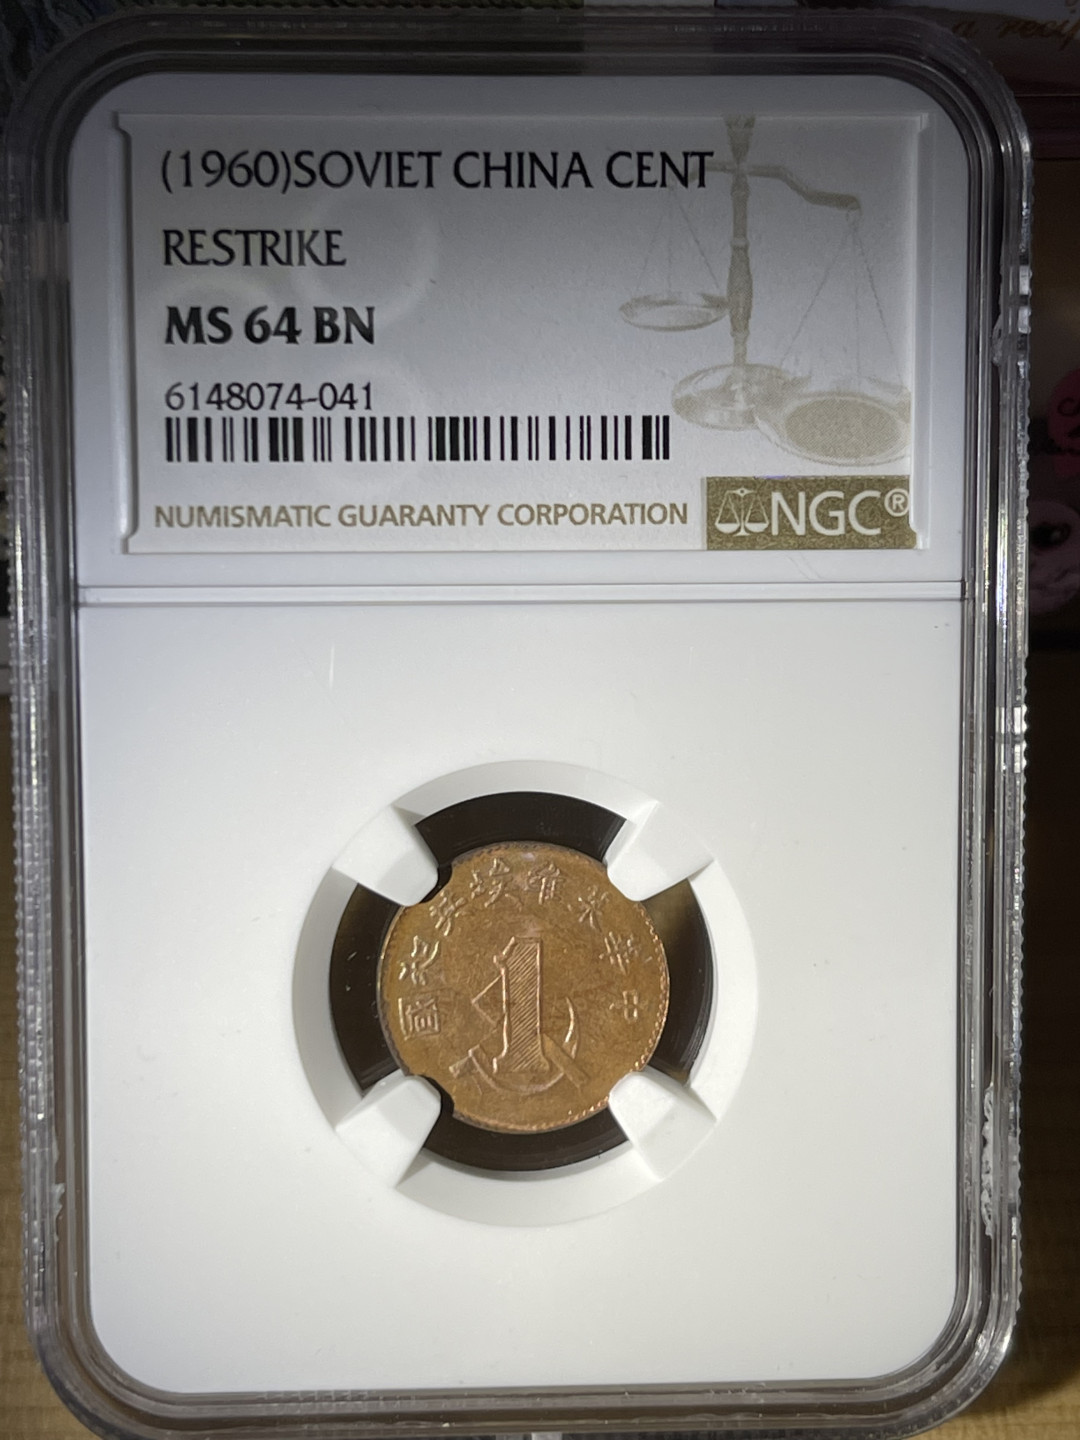 (1960)SOVIET CHINA CENT
RESTRIKE
MS 64 BN
6148074-041
NUMISMATIC GUARANTY CORPORATION
NGC®
國和共埃維蘇華中
1